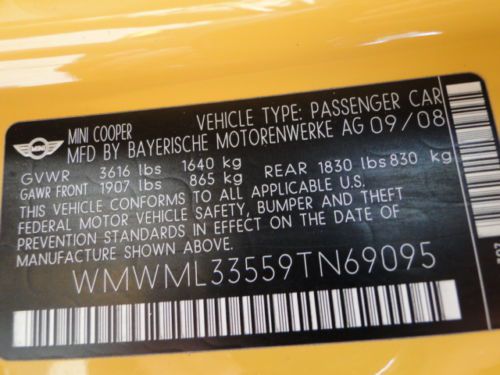 MINI COOPER VEHICLE TYPE: PASSENGER CAR
MFD BY BAYERISCHE MOTORENWERKE AG 09/08
GVWR 3616 lbs 1640 kg
GAWR FRONT 1907 lbs 865 kg REAR 1830 lbs 830 kg
THIS VEHICLE CONFORMS TO ALL APPLICABLE U.S.
FEDERAL MOTOR VEHICLE SAFETY, BUMPER AND THEFT
PREVENTION STANDARDS IN EFFECT ON THE DATE OF
MANUFACTURE SHOWN ABOVE.
WMWML33559TN69095